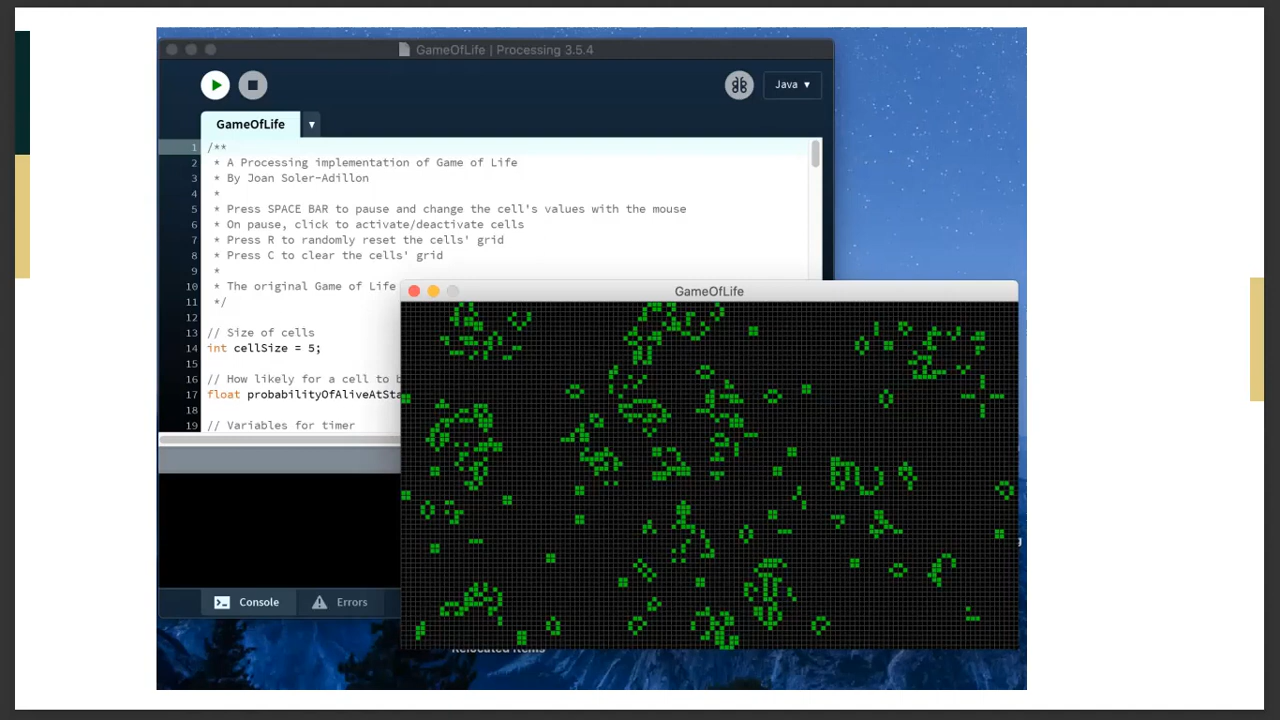 GameOfLife | Processing 3.5.4
Java ▾
GameOfLife ▼
1 /**
2 * A Processing implementation of Game of Life
3 * By Joan Soler-Adillon
4 *
5 * Press SPACE BAR to pause and change the cell's values with the mouse
6 * On pause, click to activate/deactivate cells
7 * Press R to randomly reset the cells' grid
8 * Press C to clear the cells' grid
9 *
10 * The original Game of Life
11 */
12
13 // Size of cells
14 int cellSize = 5;
15
16 // How likely for a cell to b
17 float probabilityOfAliveAtSta
18
19 // Variables for timer
GameOfLife
Console Errors
Relocated Items